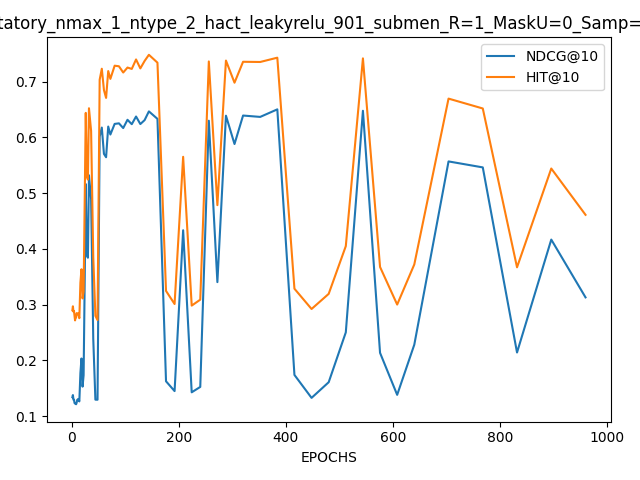 tatory_nmax_1_ntype_2_hact_leakyrelu_901_submen_R=1_MaskU=0_Samp=
NDCG@10
HIT@10
0.7
0.6
0.5
0.4
0.3
0.2
0.1
0 200 400 600 800 1000
EPOCHS